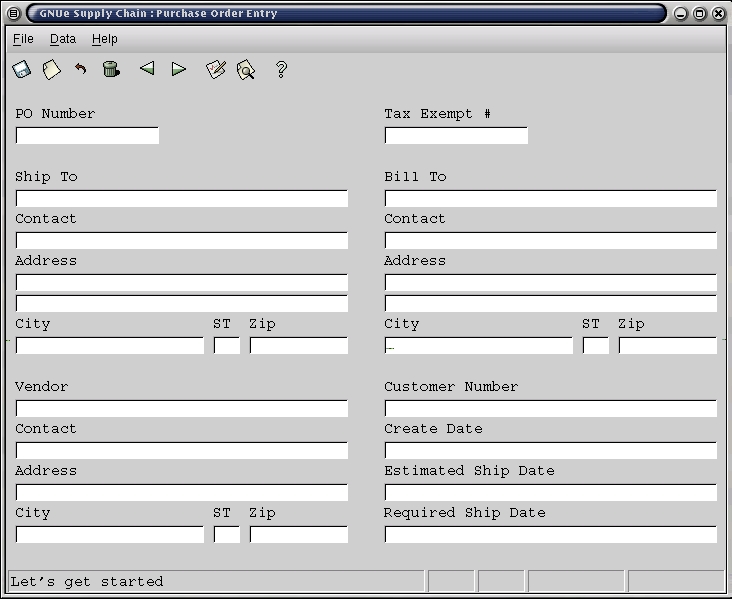 GNUe Supply Chain : Purchase Order Entry
File Data Help
PO Number Tax Exempt #
Ship To Bill To
Contact Contact
Address Address
City ST Zip City ST Zip
Vendor Customer Number
Contact Create Date
Address Estimated Ship Date
City ST Zip Required Ship Date
Let's get started